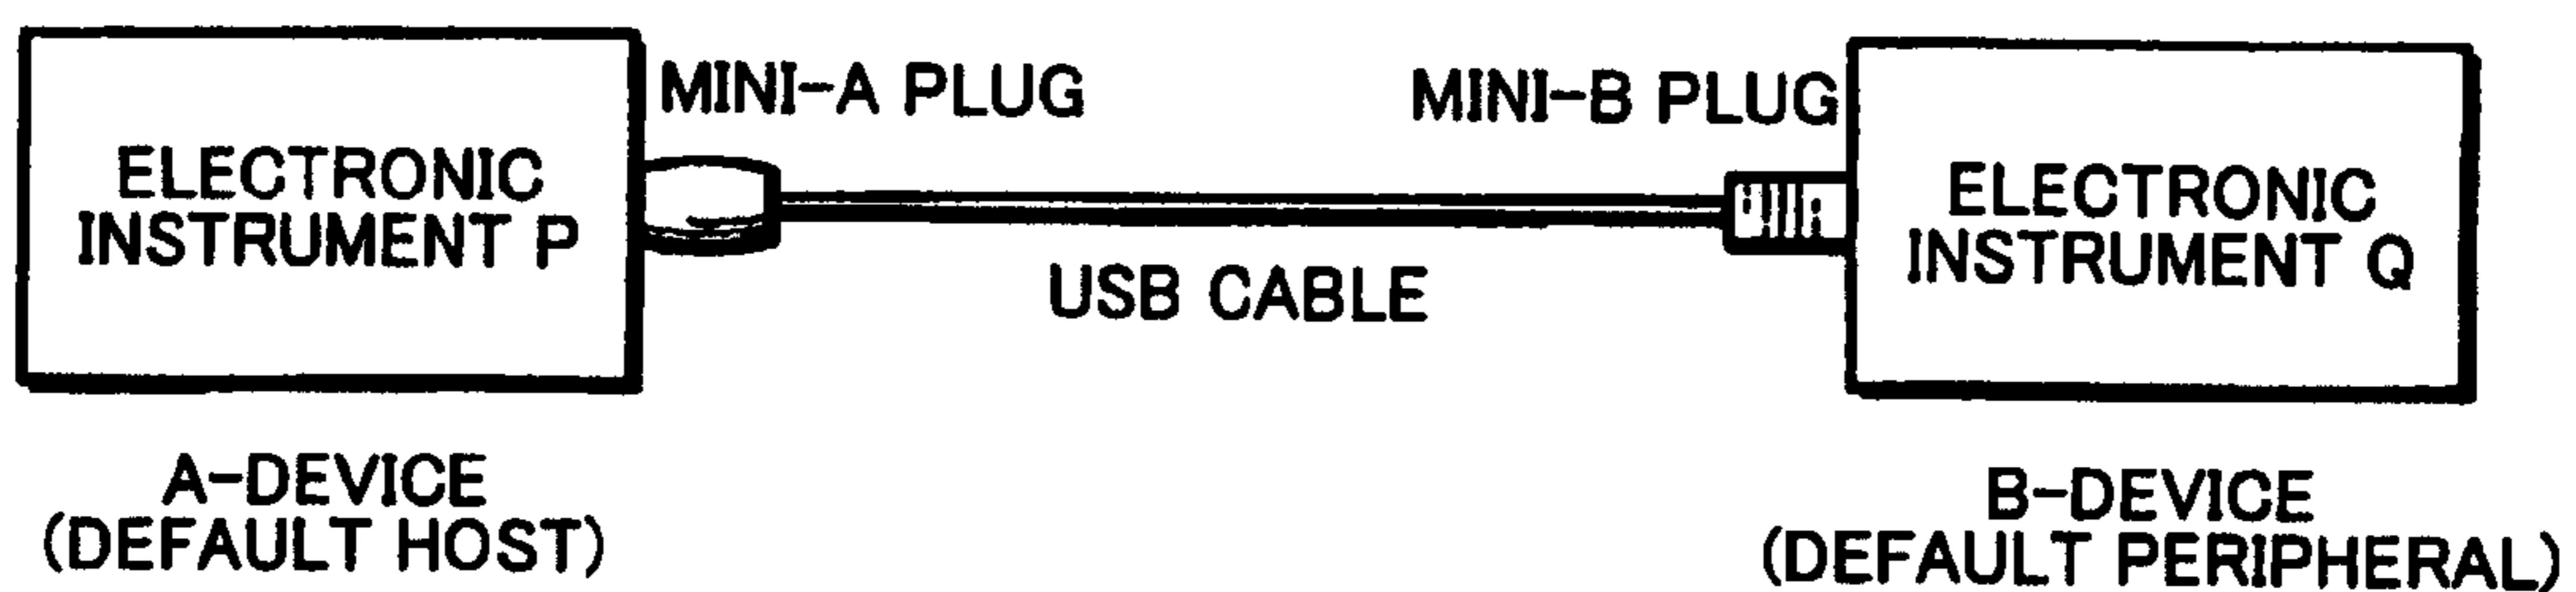 MINI-A PLUG
MINI-B PLUG
ELECTRONIC
INSTRUMENT P
ELECTRONIC
INSTRUMENT Q
USB CABLE
A-DEVICE
(DEFAULT HOST)
B-DEVICE
(DEFAULT PERIPHERAL)